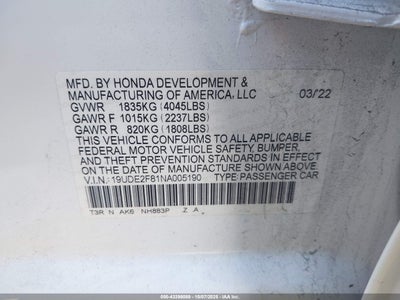 MFD. BY HONDA DEVELOPMENT &
MANUFACTURING OF AMERICA, LLC 03/22
GVWR 1835KG (4045LBS)
GAWR F 1015KG (2237LBS)
GAWR R 820KG (1808LBS)
THIS VEHICLE CONFORMS TO ALL APPLICABLE
FEDERAL MOTOR VEHICLE SAFETY, BUMPER,
AND THEFT PREVENTION STANDARDS IN EFFECT
ON THE DATE OF MANUFACTURE SHOWN ABOVE.
V.I.N.: 19UDE2F81NA005190 TYPE: PASSENGER CAR
T3R N AK6 NH883P Z A